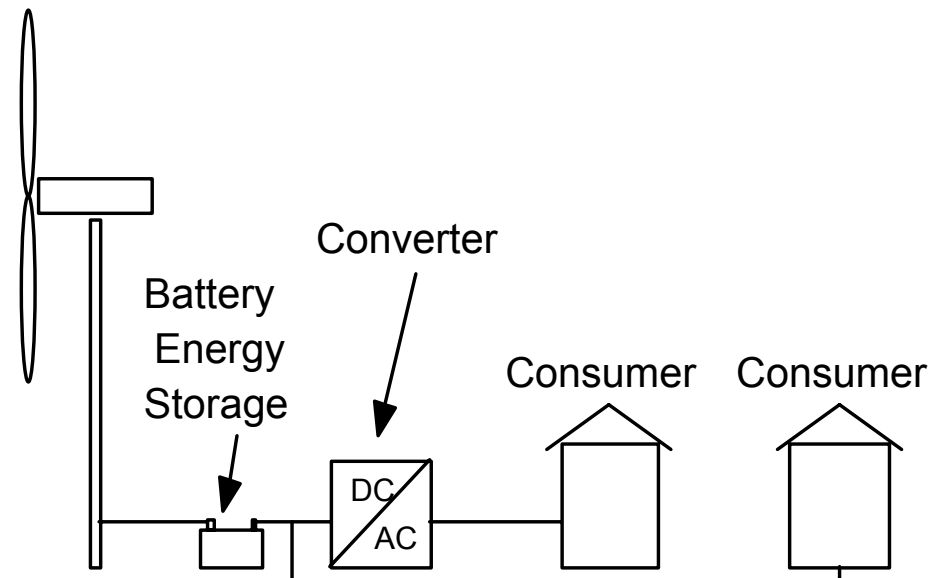 Converter
Battery
Energy
Storage
Consumer
Consumer
DC
AC